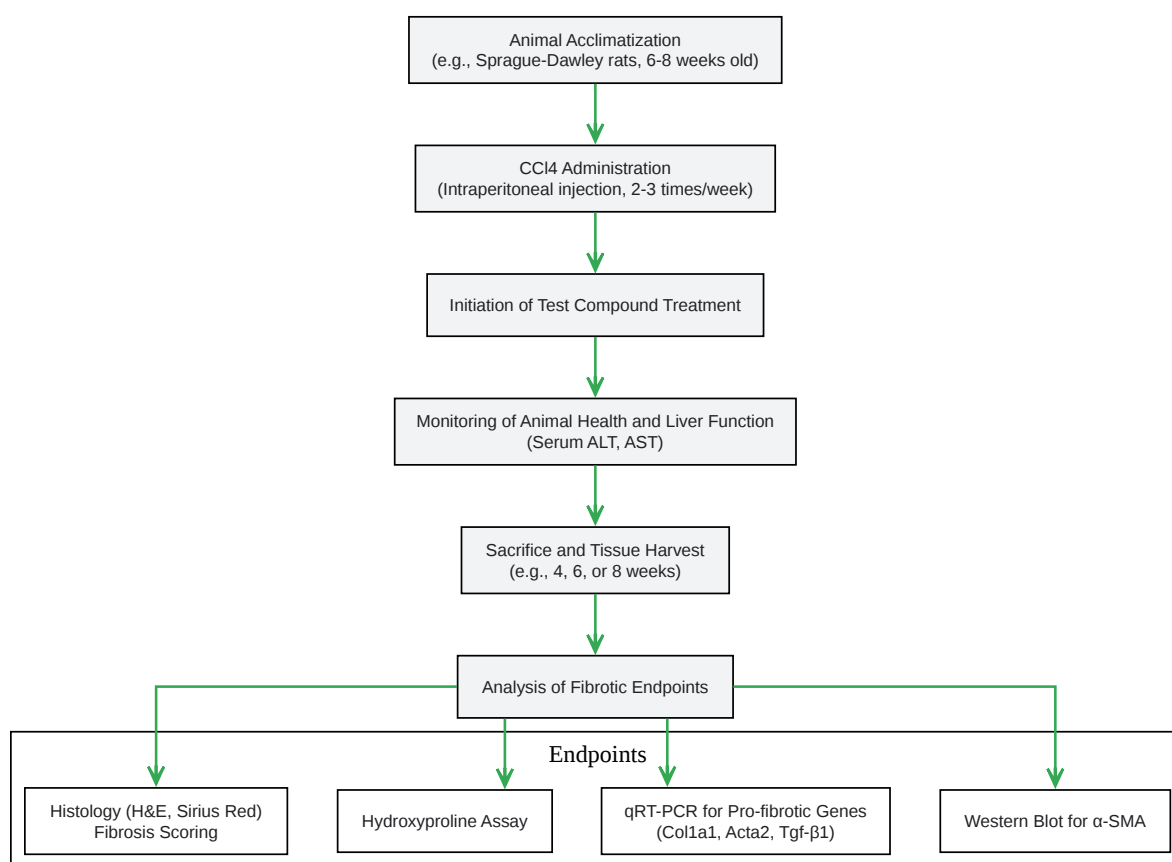 Animal Acclimatization
(e.g., Sprague-Dawley rats, 6-8 weeks old)
CCl4 Administration
(Intraperitoneal injection, 2-3 times/week)
Initiation of Test Compound Treatment
Monitoring of Animal Health and Liver Function
(Serum ALT, AST)
Sacrifice and Tissue Harvest
(e.g., 4, 6, or 8 weeks)
Analysis of Fibrotic Endpoints
Endpoints
Histology (H&E, Sirius Red)
Fibrosis Scoring
Hydroxyproline Assay
qRT-PCR for Pro-fibrotic Genes
(Col1a1, Acta2, Tgf-β1)
Western Blot for α-SMA